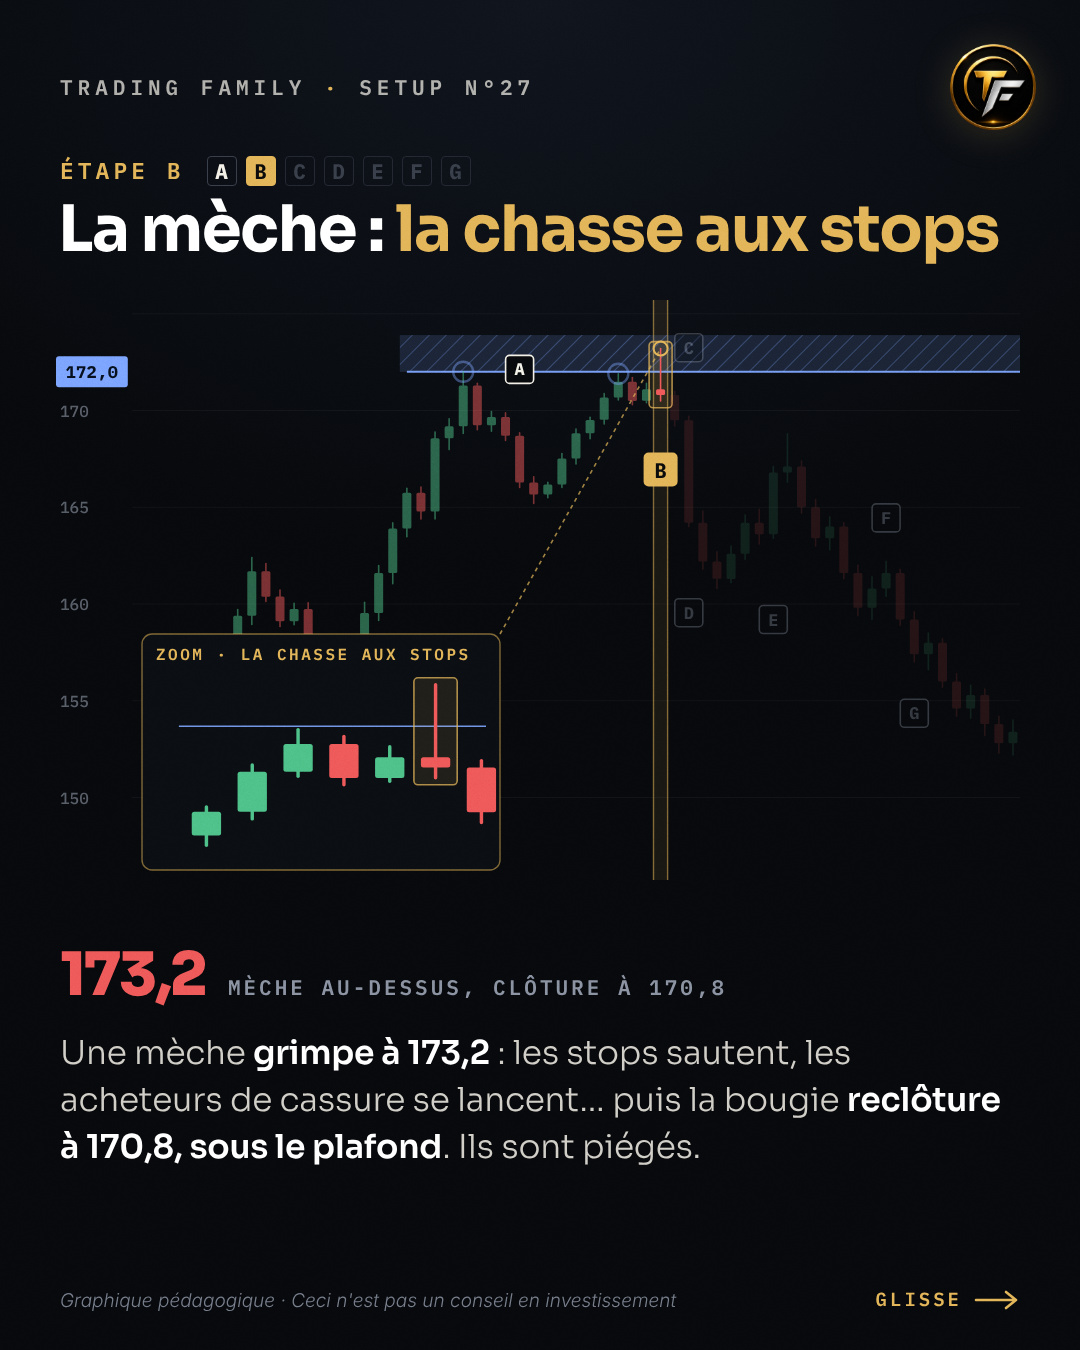 TRADING FAMILY · SETUP N°27
TF
ÉTAPE B A B C D E F G
La mèche : la chasse aux stops
172,0
170
165
160
155
150
A
C
B
F
D
E
G
ZOOM · LA CHASSE AUX STOPS
173,2 MÈCHE AU-DESSUS, CLÔTURE À 170,8
Une mèche grimpe à 173,2 : les stops sautent, les
acheteurs de cassure se lancent... puis la bougie reclôture
à 170,8, sous le plafond. Ils sont piégés.
Graphique pédagogique · Ceci n'est pas un conseil en investissement
GLISSE →